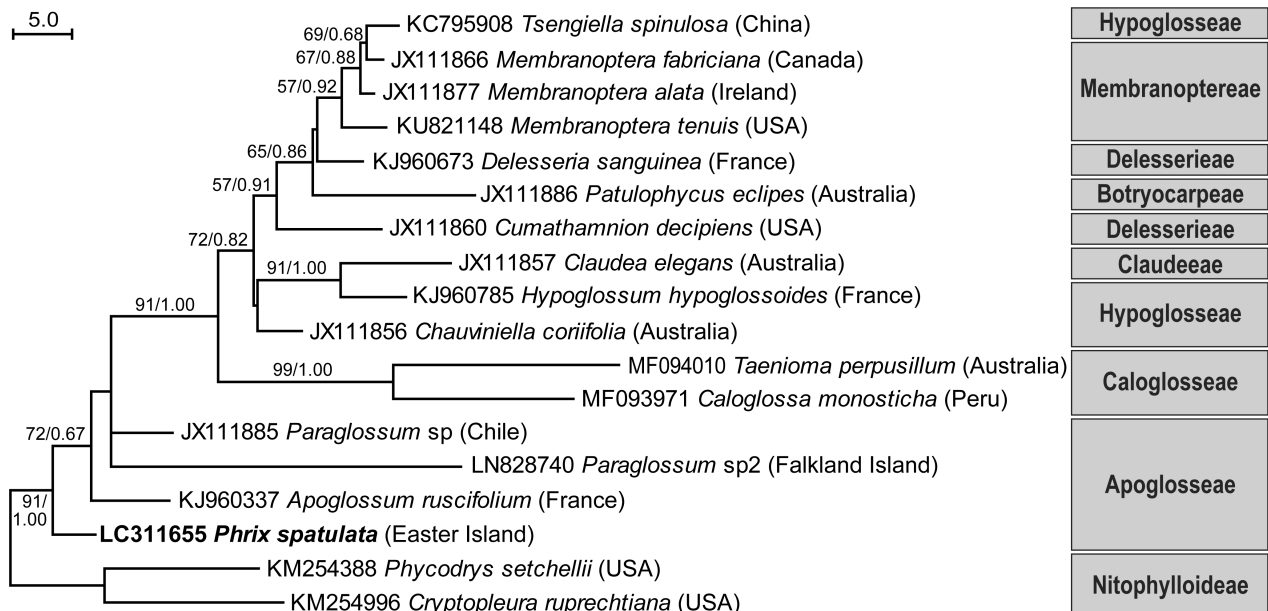 5.0
KC795908 Tsengiella spinulosa (China)
Hypoglosseae
69/0.68
JX111866 Membranoptera fabriciana (Canada)
67/0.88
Membranoptereae
57/0.92
JX111877 Membranoptera alata (Ireland)
KU821148 Membranoptera tenuis (USA)
65/0.86
KJ960673 Delesseria sanguinea (France)
Delesserieae
57/0.91
JX111886 Patulophycus eclipes (Australia)
Botryocarpeae
JX111860 Cumathamnion decipiens (USA)
Delesserieae
72/0.82
JX111857 Claudea elegans (Australia)
Claudeeae
91/1.00
KJ960785 Hypoglossum hypoglossoides (France)
Hypoglosseae
91/1.00
JX111856 Chauviniella coriifolia (Australia)
99/1.00
MF094010 Taenioma perpusillum (Australia)
Caloglosseae
MF093971 Caloglossa monosticha (Peru)
72/0.67
JX111885 Paraglossum sp (Chile)
LN828740 Paraglossum sp2 (Falkland Island)
Apoglosseae
91/
1.00
KJ960337 Apoglossum ruscifolium (France)
LC311655 Phrix spatulata (Easter Island)
KM254388 Phycodrys setchellii (USA)
Nitophylloideae
KM254996 Cryptopleura ruprechtiana (USA)